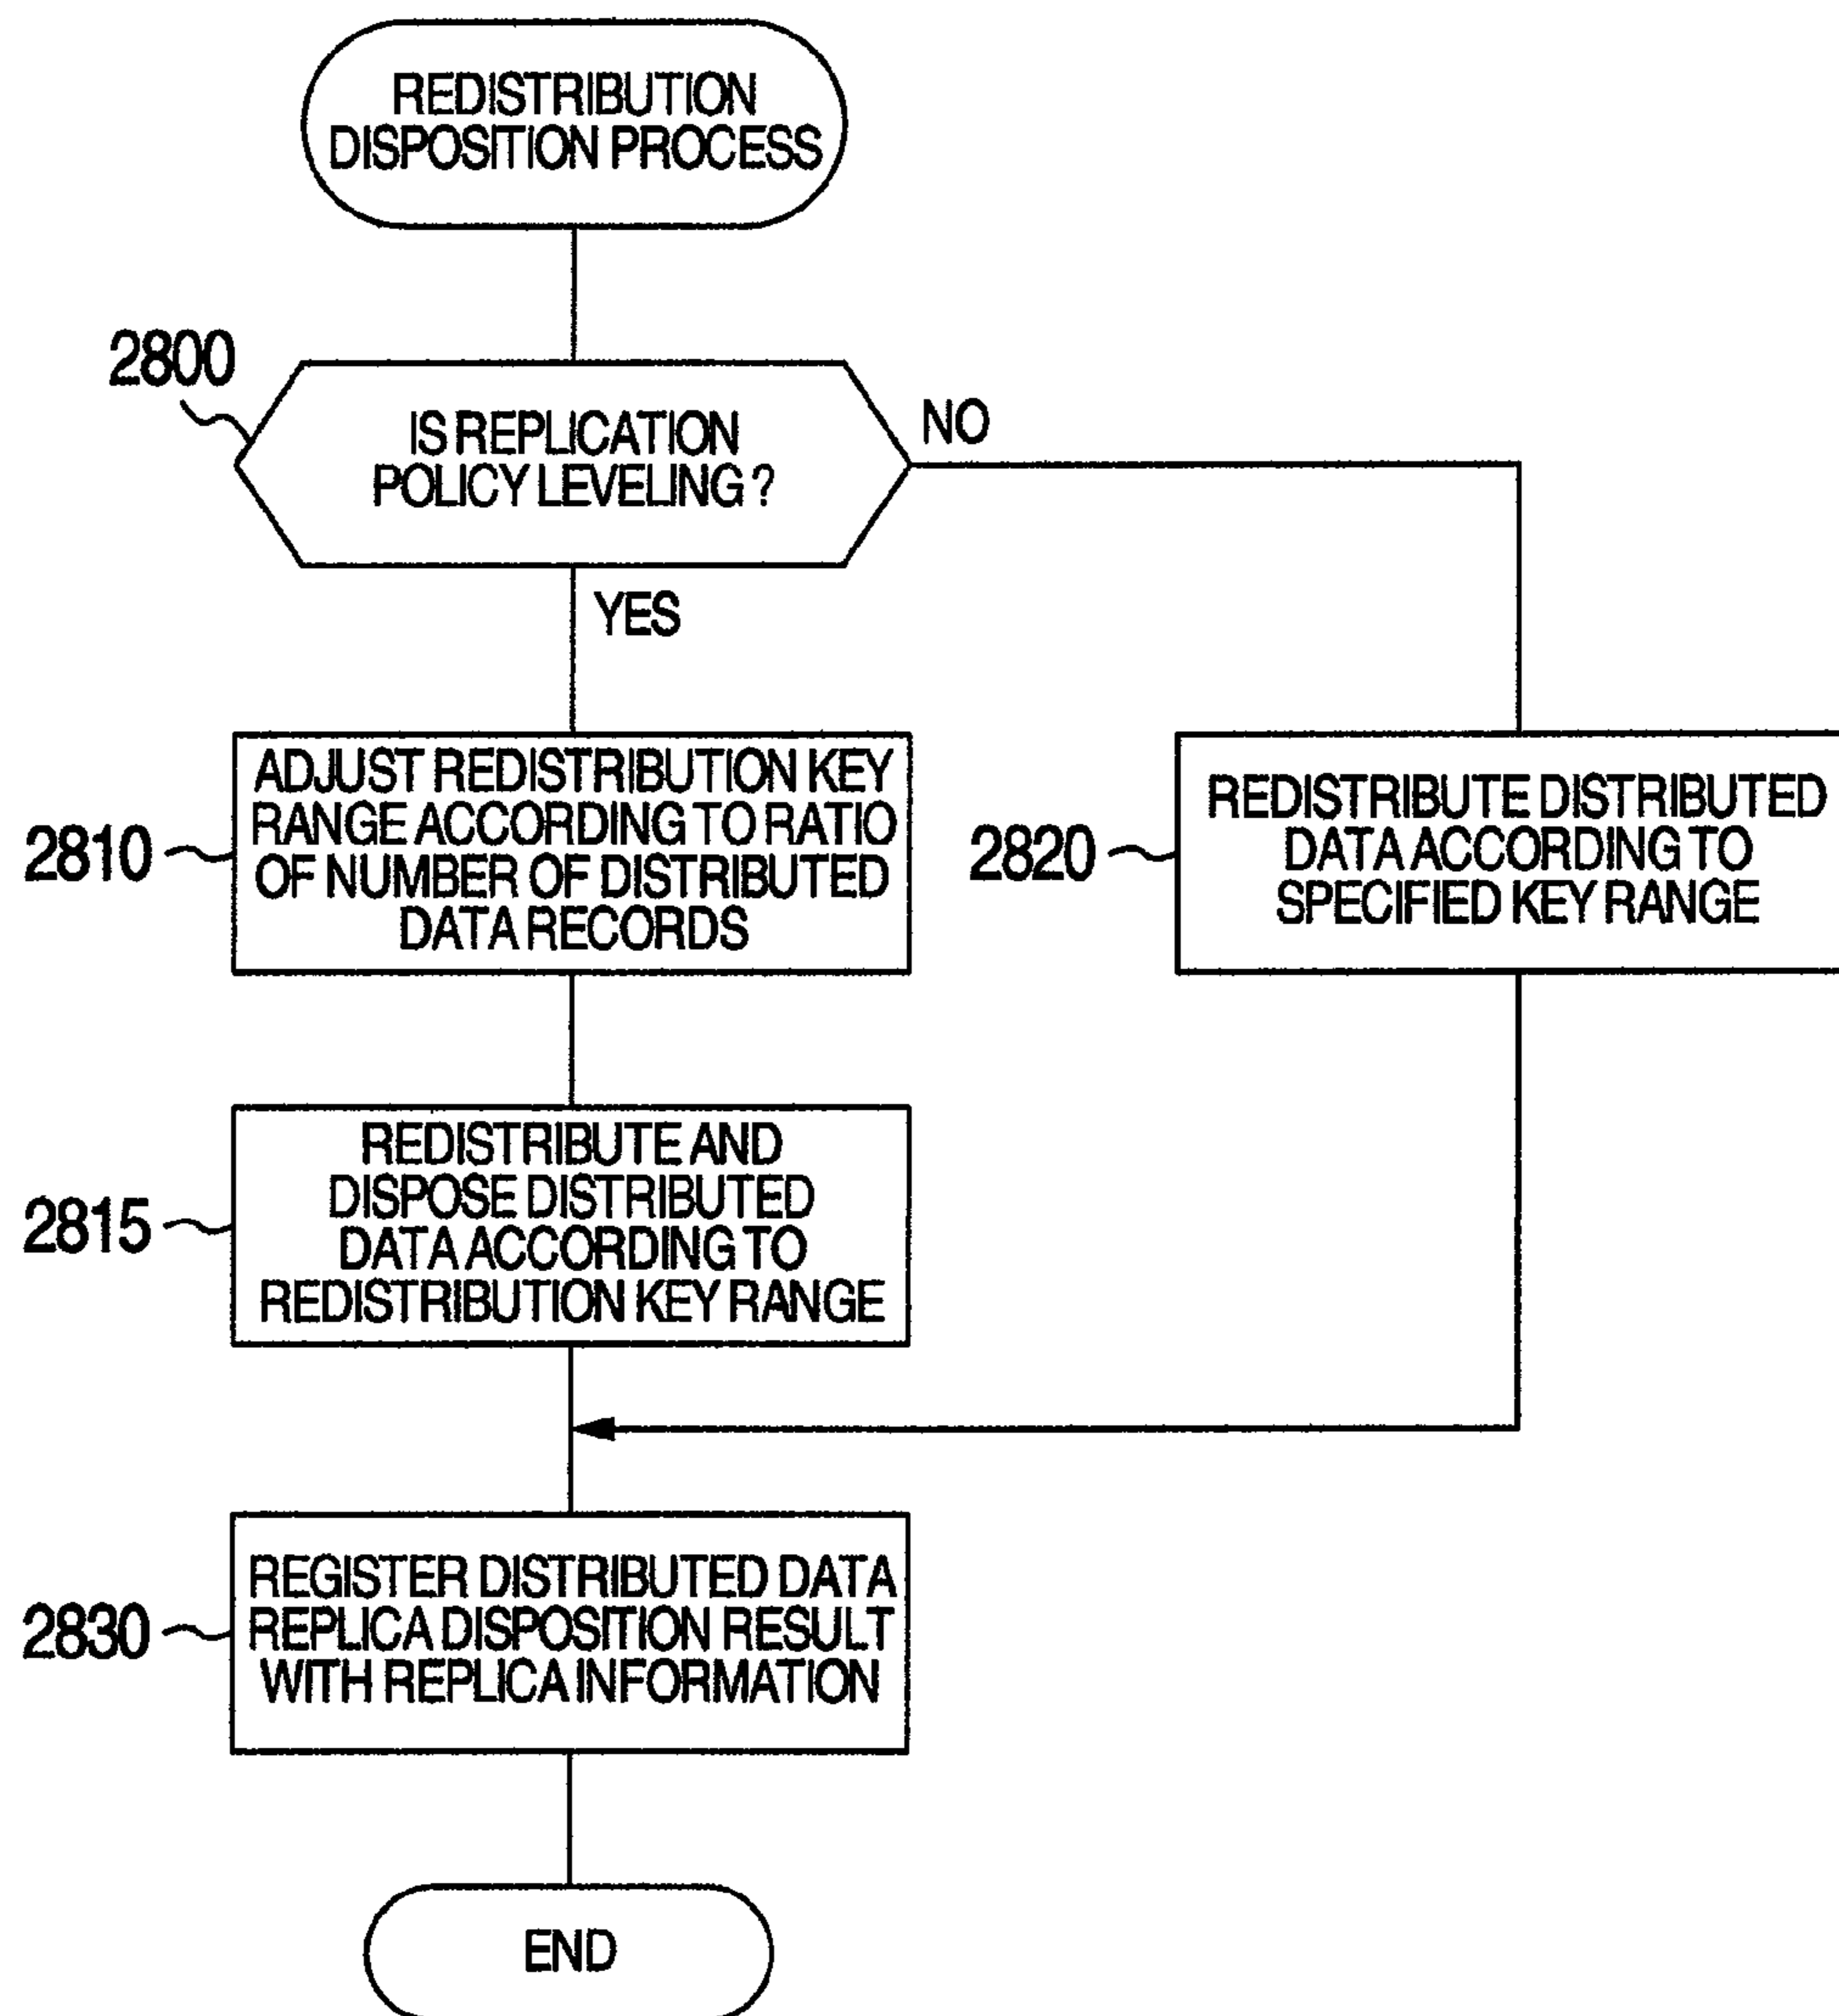 REDISTRIBUTION
DISPOSITION PROCESS
2800
IS REPLICATION
POLICY LEVELING ?
NO
YES
2810
ADJUST REDISTRIBUTION KEY
RANGE ACCORDING TO RATIO
OF NUMBER OF DISTRIBUTED
DATA RECORDS
2820
REDISTRIBUTE DISTRIBUTED
DATA ACCORDING TO
SPECIFIED KEY RANGE
2815
REDISTRIBUTE AND
DISPOSE DISTRIBUTED
DATA ACCORDING TO
REDISTRIBUTION KEY RANGE
2830
REGISTER DISTRIBUTED DATA
REPLICA DISPOSITION RESULT
WITH REPLICA INFORMATION
END